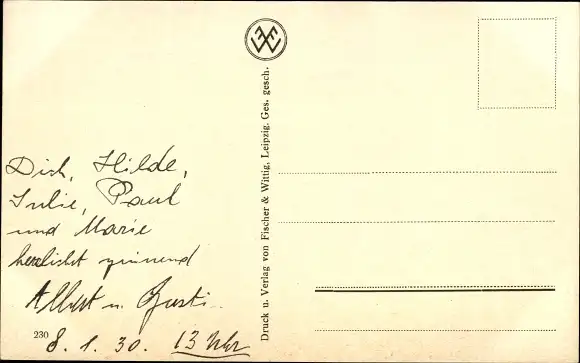 Dich, Hilde,
Julie, Paul
und Marie
herzlichst grüssend
Albert u. Gusti.
230
8. 1. 30. 13 Uhr
Druck u. Verlag von Fischer & Wittig, Leipzig. Ges. gesch.